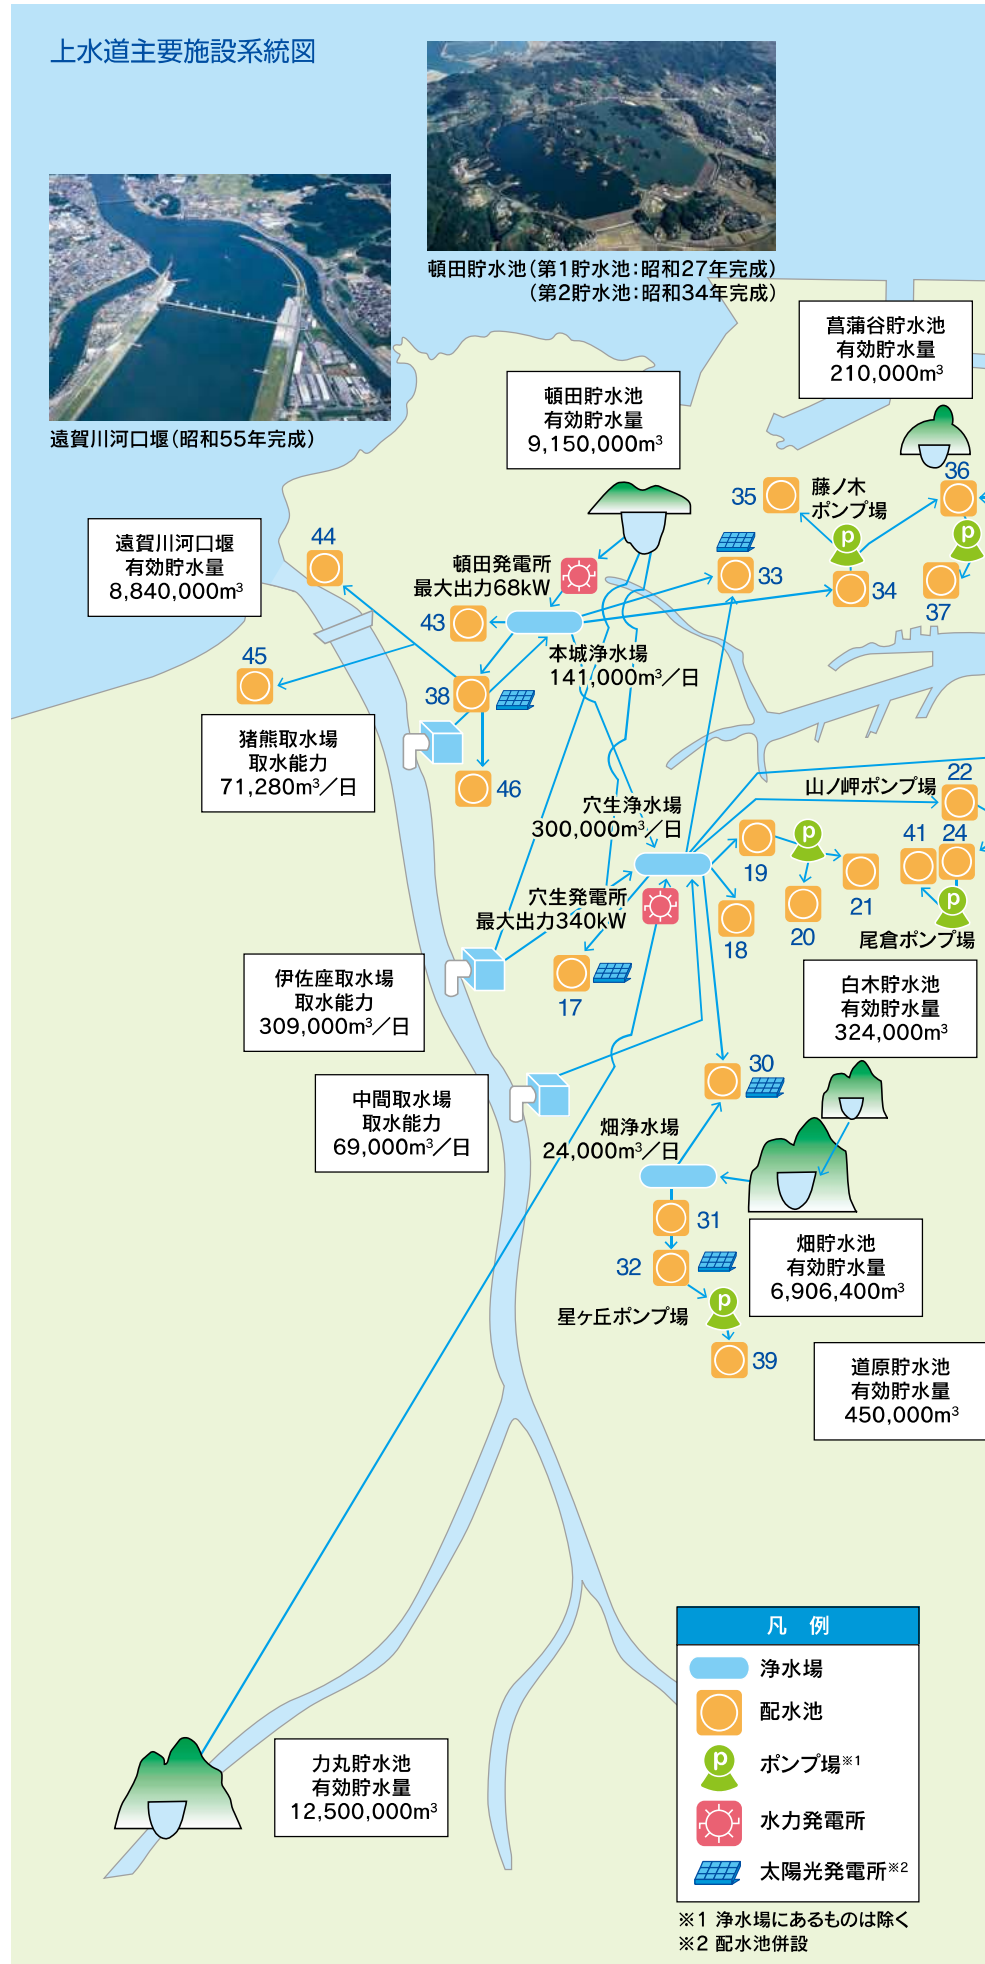 上水道主要施設系統図
頓田貯水池(第1貯水池:昭和27年完成)
(第2貯水池:昭和34年完成)
遠賀川河口堰(昭和55年完成)
菖蒲谷貯水池
有効貯水量
210,000m³
頓田貯水池
有効貯水量
9,150,000m³
36
35
藤ノ木
ポンプ場
P
P
遠賀川河口堰
有効貯水量
8,840,000m³
44
頓田発電所
最大出力68kW
33
34
37
43
本城浄水場
141,000m³/日
45
38
猪熊取水場
取水能力
71,280m³/日
46
22
山ノ岬ポンプ場
穴生浄水場
300,000m³/日
P
41
24
19
21
20
18
P
尾倉ポンプ場
穴生発電所
最大出力340kW
17
伊佐座取水場
取水能力
309,000m³/日
白木貯水池
有効貯水量
324,000m³
30
中間取水場
取水能力
69,000m³/日
畑浄水場
24,000m³/日
31
32
畑貯水池
有効貯水量
6,906,400m³
P
星ヶ丘ポンプ場
39
道原貯水池
有効貯水量
450,000m³
力丸貯水池
有効貯水量
12,500,000m³
凡 例
浄水場
配水池
P
ポンプ場※1
水力発電所
太陽光発電所※2
※1 浄水場にあるものは除く
※2 配水池併設